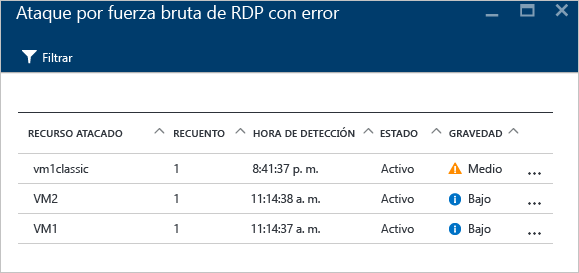 Ataque por fuerza bruta de RDP con error
Filtrar
RECURSO ATACADO RECUENTO HORA DE DETECCIÓN ESTADO GRAVEDAD
vm1classic 1 8:41:37 p. m. Activo Medio ...
VM2 1 11:14:38 a. m. Activo Bajo ...
VM1 1 11:14:37 a. m. Activo Bajo ...